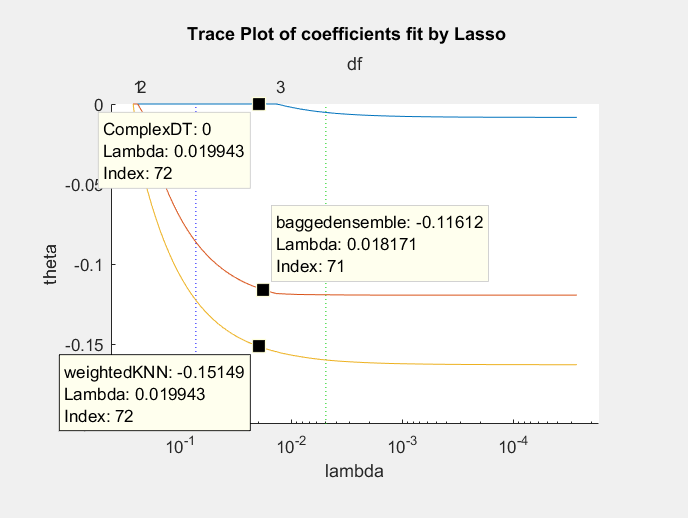 Trace Plot of coefficients fit by Lasso
df
12
3
0
ComplexDT: 0
Lambda: 0.019943
Index: 72
-0.05
baggedensemble: -0.11612
Lambda: 0.018171
Index: 71
-0.1
theta
-0.15
weightedKNN: -0.15149
Lambda: 0.019943
Index: 72
10-1
10-2
10-3
10-4
lambda